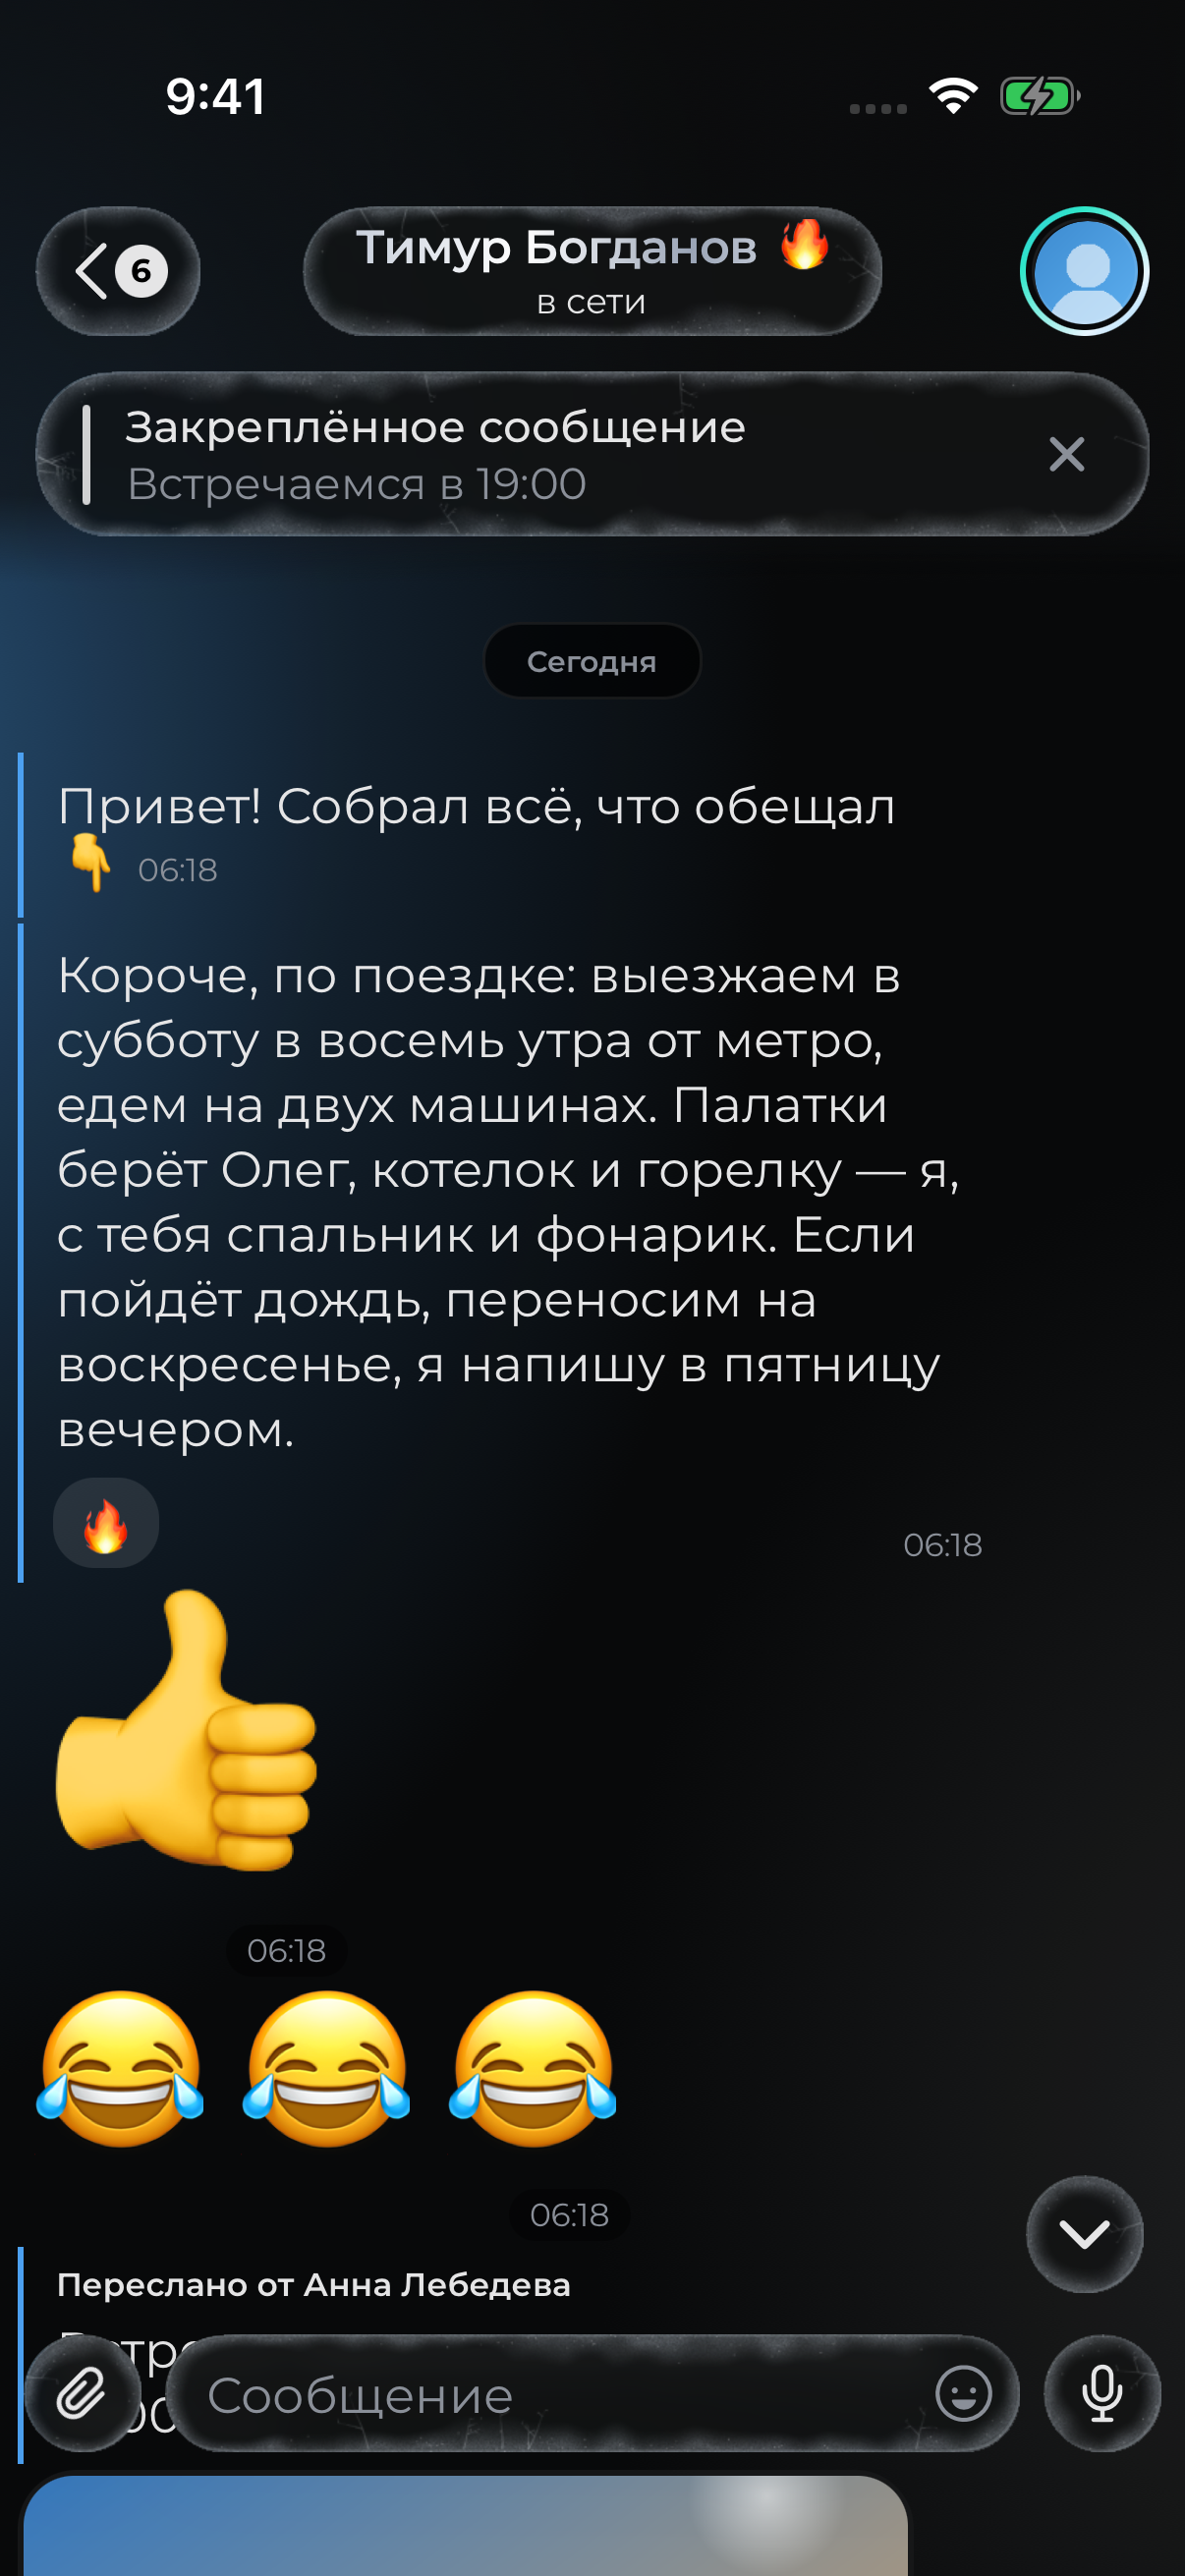 9:41
6
Тимур Богданов 🔥
в сети
Закреплённое сообщение
Встречаемся в 19:00
Сегодня
Привет! Собрал всё, что обещал
👇 06:18
Короче, по поездке: выезжаем в
субботу в восемь утра от метро,
едем на двух машинах. Палатки
берёт Олег, котелок и горелку — я,
с тебя спальник и фонарик. Если
пойдёт дождь, переносим на
воскресенье, я напишу в пятницу
вечером.
🔥 06:18
👍
06:18
😂 😂 😂
06:18
Переслано от Анна Лебедева
Сообщение